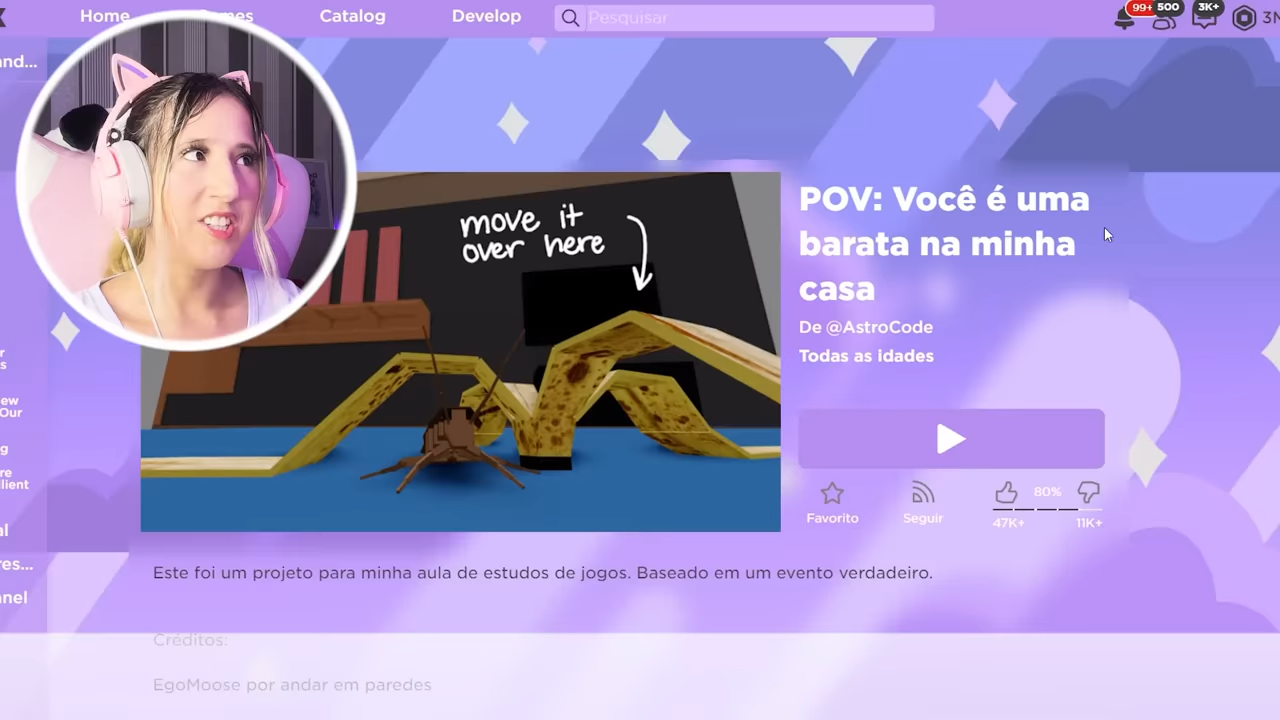 Home
Games
Catalog
Develop
Pesquisar
99+
500
3K+
and...
POV: Você é uma
barata na minha
casa
De @AstroCode
Todas as idades
move it
over here
Favorito
Seguir
80%
47K+
11K+
Este foi um projeto para minha aula de estudos de jogos. Baseado em um evento verdadeiro.
Créditos:
EgoMoose por andar em paredes